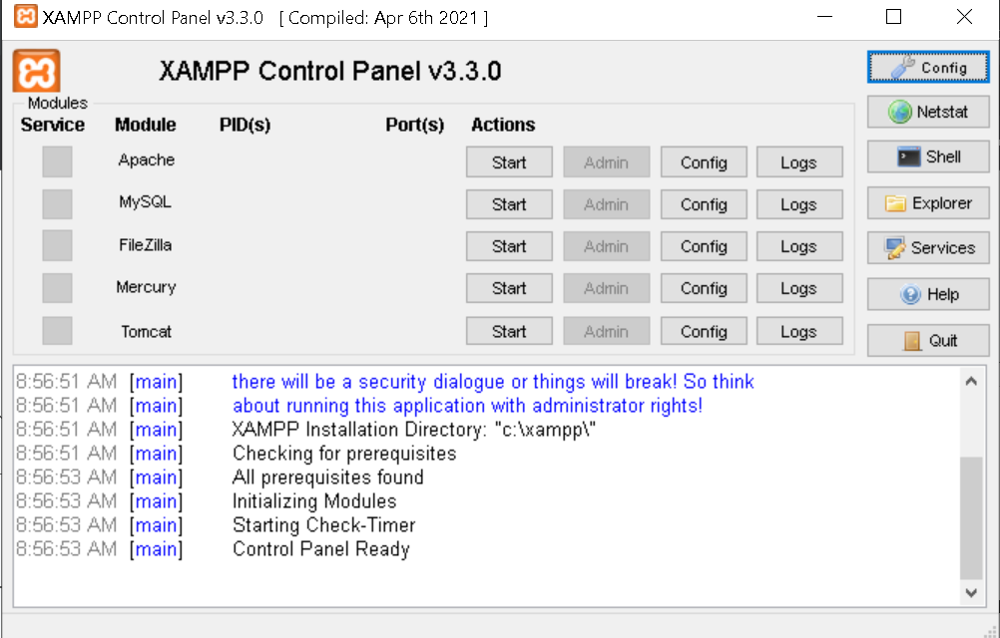 XAMPP Control Panel v3.3.0 [ Compiled: Apr 6th 2021 ]
XAMPP Control Panel v3.3.0
Config
Netstat
Shell
Explorer
Services
Help
Quit
Modules
Service Module PID(s) Port(s) Actions
Apache Start Admin Config Logs
MySQL Start Admin Config Logs
FileZilla Start Admin Config Logs
Mercury Start Admin Config Logs
Tomcat Start Admin Config Logs
8:56:51 AM [main] there will be a security dialogue or things will break! So think
8:56:51 AM [main] about running this application with administrator rights!
8:56:51 AM [main] XAMPP Installation Directory: "c:\xampp\"
8:56:51 AM [main] Checking for prerequisites
8:56:53 AM [main] All prerequisites found
8:56:53 AM [main] Initializing Modules
8:56:53 AM [main] Starting Check-Timer
8:56:53 AM [main] Control Panel Ready